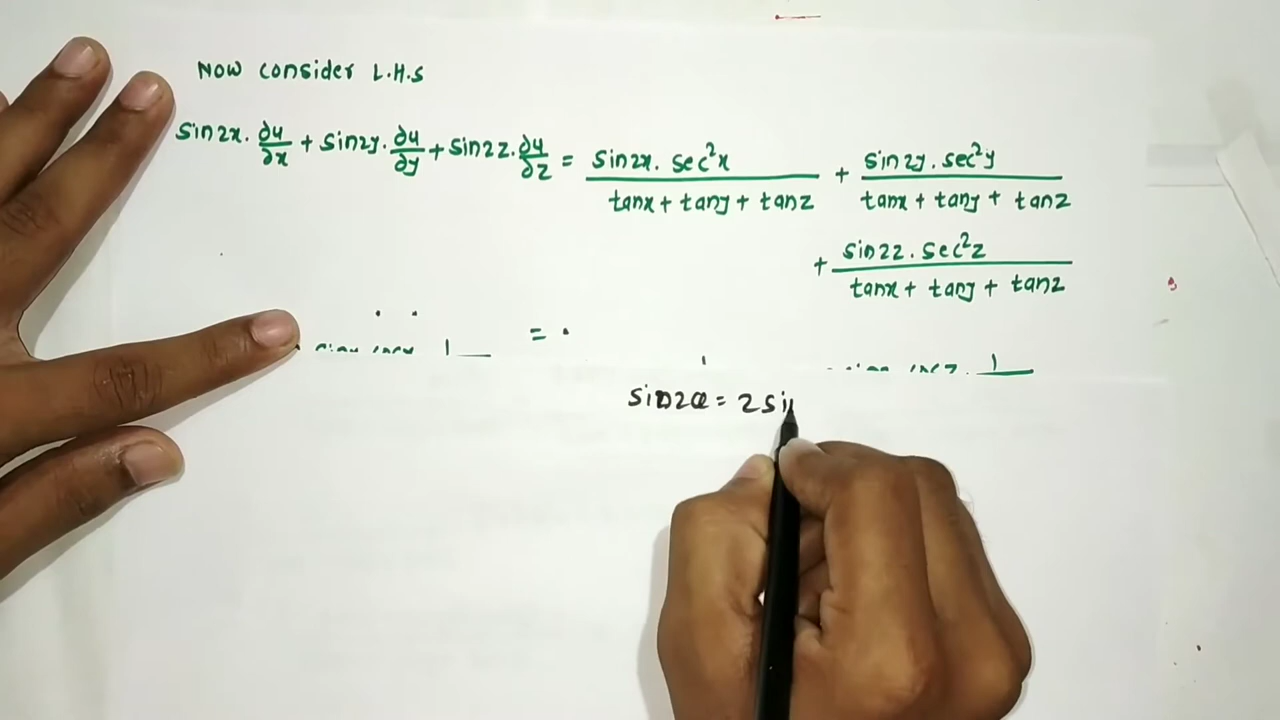 Now consider L.H.S
sin2x. ∂u/∂x + sin2y. ∂u/∂y + sin2z. ∂u/∂z = sin2x. sec²x / tanx + tany + tanz + sin2y. sec²y / tanx + tany + tanz
+ sin2z. sec²z / tanx + tany + tanz
=
sin2θ = 2si